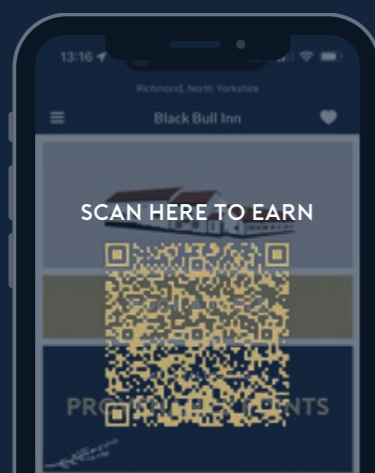 13:16
Richmond, North Yorkshire
Black Bull Inn
SCAN HERE TO EARN